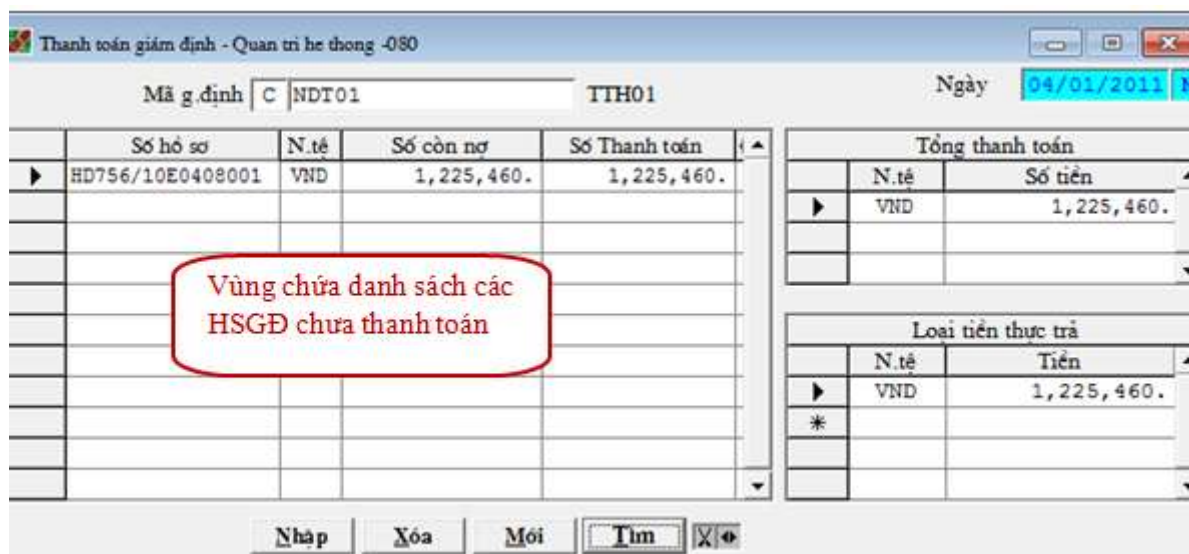 Thanh toán giám định - Quan tri he thong -080
Mã g.định C NDT01 TTH01 Ngày 04/01/2011 N
Số hồ sơ N.tệ Số còn nợ Số Thanh toán
HD756/10E0408001 VND 1,225,460. 1,225,460.
Tổng thanh toán
N.tệ Số tiền
VND 1,225,460.
Vùng chứa danh sách các
HSGĐ chưa thanh toán
Loại tiền thực trả
N.tệ Tiền
VND 1,225,460.
*
Nhập Xóa Mới Tìm